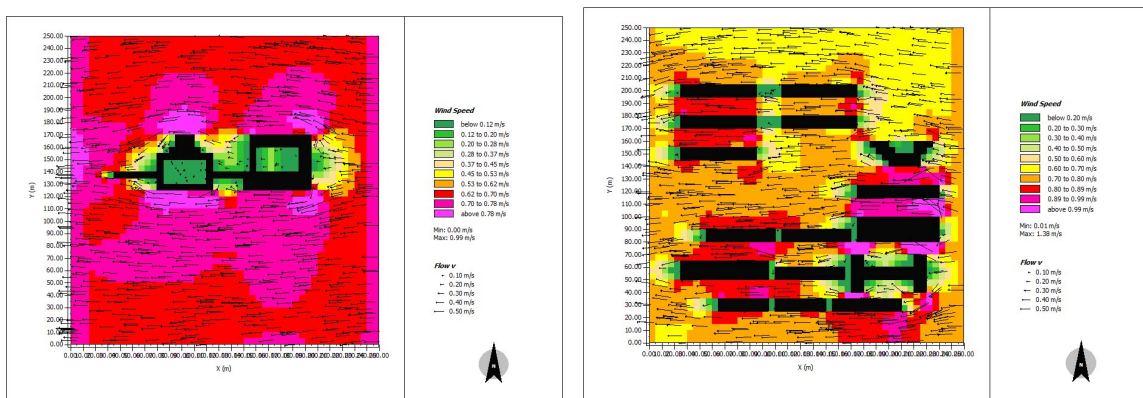 250.00
240.00
230.00
220.00
210.00
200.00
190.00
180.00
170.00
160.00
150.00
140.00
130.00
120.00
110.00
100.00
90.00
80.00
70.00
60.00
50.00
40.00
30.00
20.00
10.00
0.00
Y (m)
X (m)
Wind Speed
below 0.12 m/s
0.12 to 0.20 m/s
0.20 to 0.28 m/s
0.28 to 0.37 m/s
0.37 to 0.45 m/s
0.45 to 0.53 m/s
0.53 to 0.62 m/s
0.62 to 0.70 m/s
0.70 to 0.78 m/s
above 0.78 m/s
Min: 0.00 m/s
Max: 0.99 m/s
Flow v
0.10 m/s
0.20 m/s
0.30 m/s
0.40 m/s
0.50 m/s
N
250.00
240.00
230.00
220.00
210.00
200.00
190.00
180.00
170.00
160.00
150.00
140.00
130.00
120.00
110.00
100.00
90.00
80.00
70.00
60.00
50.00
40.00
30.00
20.00
10.00
0.00
Y (m)
X (m)
Wind Speed
below 0.20 m/s
0.20 to 0.30 m/s
0.30 to 0.40 m/s
0.40 to 0.50 m/s
0.50 to 0.60 m/s
0.60 to 0.70 m/s
0.70 to 0.80 m/s
0.80 to 0.89 m/s
0.89 to 0.99 m/s
above 0.99 m/s
Min: 0.01 m/s
Max: 1.38 m/s
Flow v
0.10 m/s
0.20 m/s
0.30 m/s
0.40 m/s
0.50 m/s
N